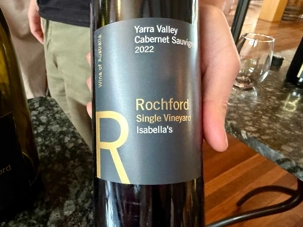 Wine of Australia
Yarra Valley
Cabernet Sauvign
2022
Rochford
Single Vineyard
Isabella's
R